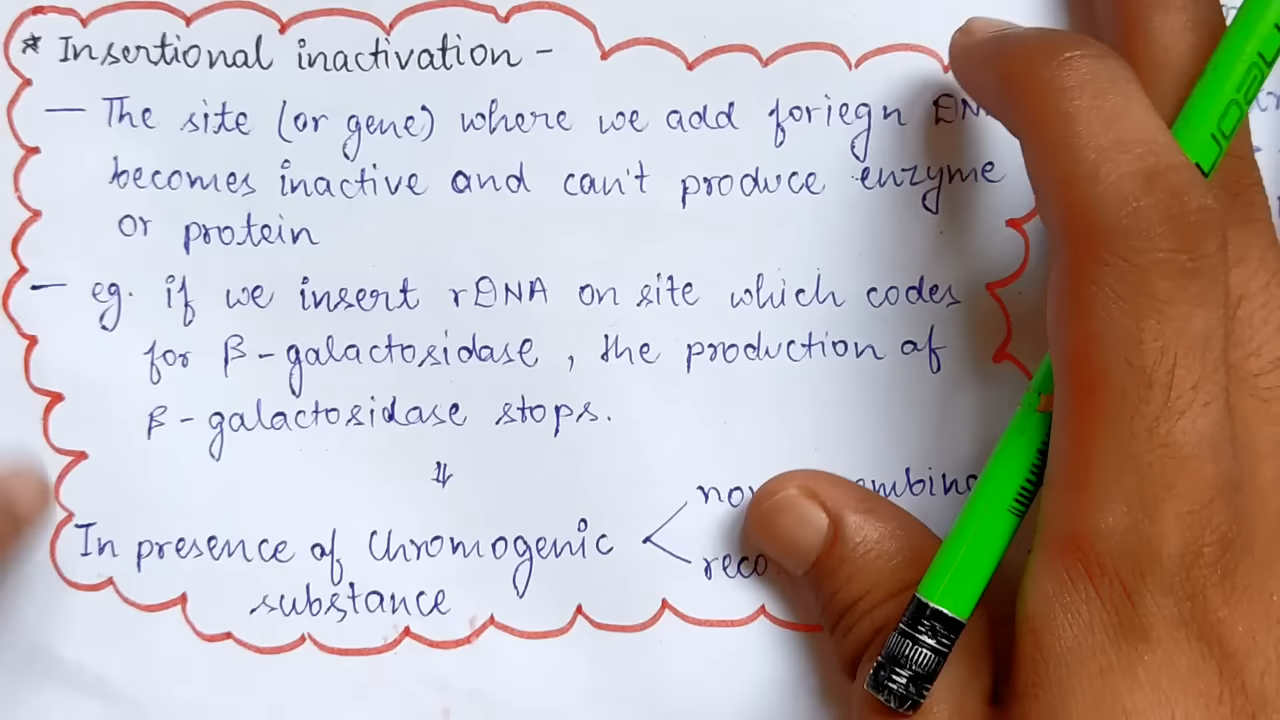 * Insertional inactivation -
— The site (or gene) where we add foriegn DN
becomes inactive and can't produce enzyme
or protein
— eg. if we insert rDNA on site which codes
for β-galactosidase, the production of
β-galactosidase stops.
⇓
In presence of Chromogenic
substance